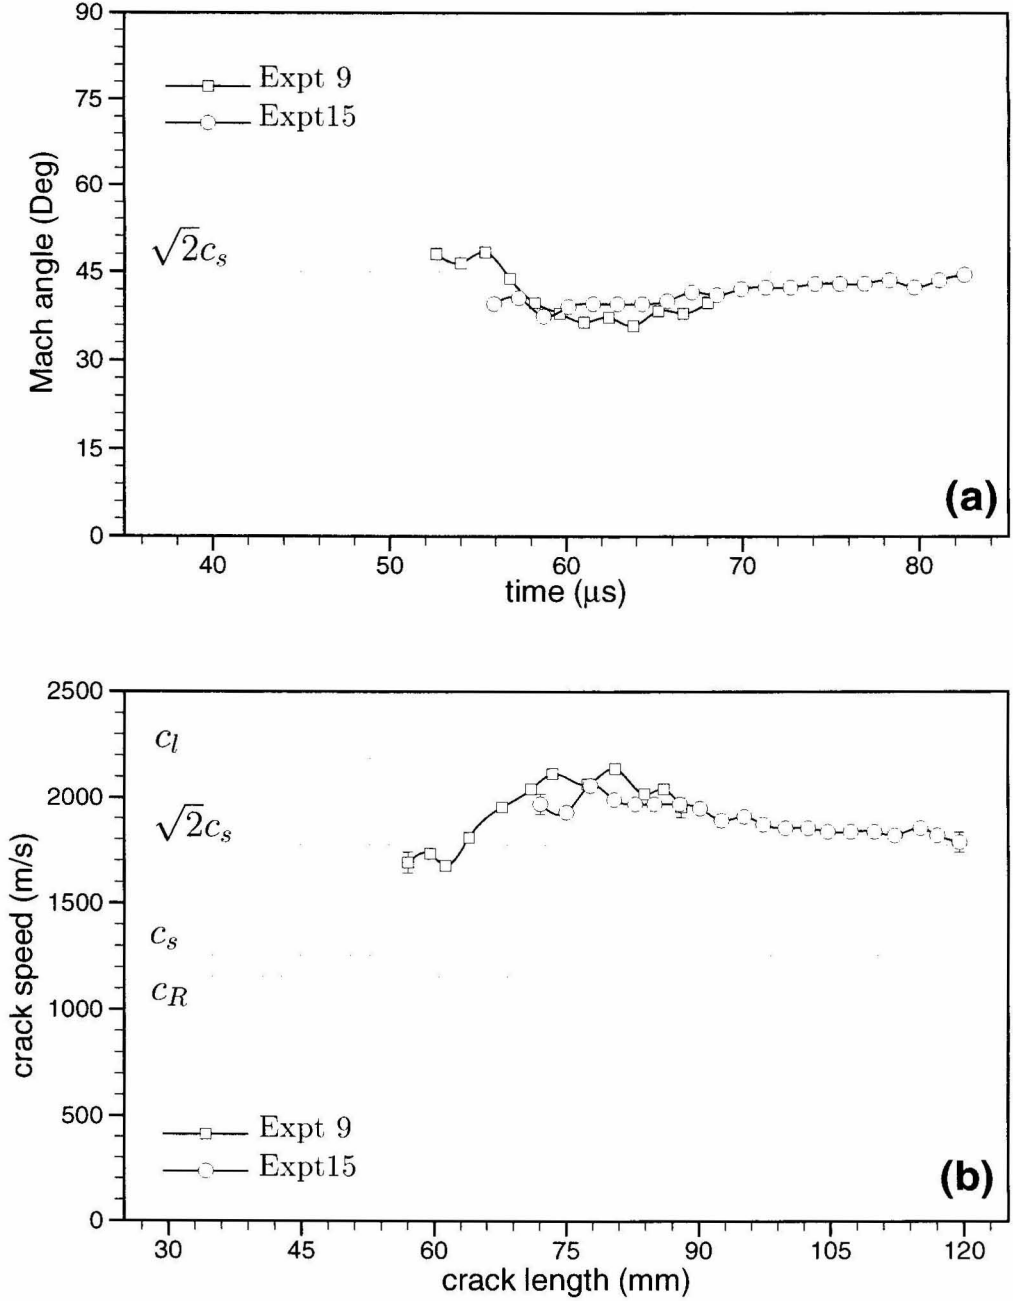 90
75
60
45
30
15
0
Mach angle (Deg)
Expt 9
Expt15
√2c_s
(a)
40 50 60 70 80
time (μs)
2500
2000
1500
1000
500
0
crack speed (m/s)
c_l
√2c_s
c_s
c_R
Expt 9
Expt15
(b)
30 45 60 75 90 105 120
crack length (mm)